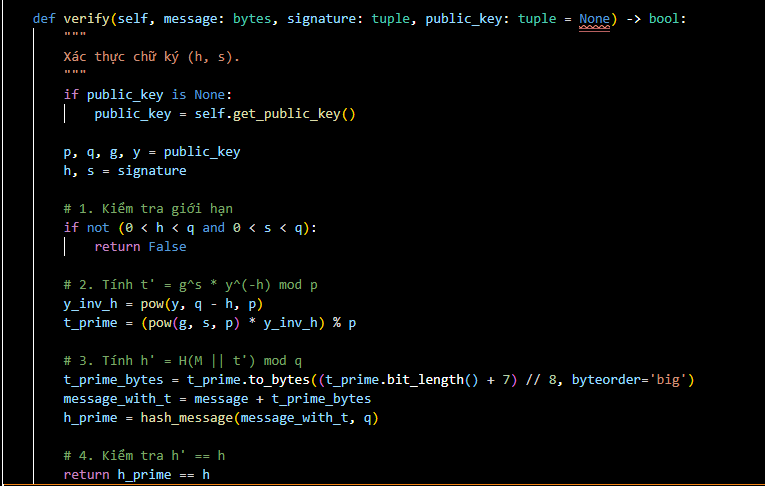 def verify(self, message: bytes, signature: tuple, public_key: tuple = None) -> bool:
    """
    Xác thực chữ ký (h, s).
    """
    if public_key is None:
        public_key = self.get_public_key()

    p, q, g, y = public_key
    h, s = signature

    # 1. Kiểm tra giới hạn
    if not (0 < h < q and 0 < s < q):
        return False

    # 2. Tính t' = g^s * y^(-h) mod p
    y_inv_h = pow(y, q - h, p)
    t_prime = (pow(g, s, p) * y_inv_h) % p

    # 3. Tính h' = H(M || t') mod q
    t_prime_bytes = t_prime.to_bytes((t_prime.bit_length() + 7) // 8, byteorder='big')
    message_with_t = message + t_prime_bytes
    h_prime = hash_message(message_with_t, q)

    # 4. Kiểm tra h' == h
    return h_prime == h